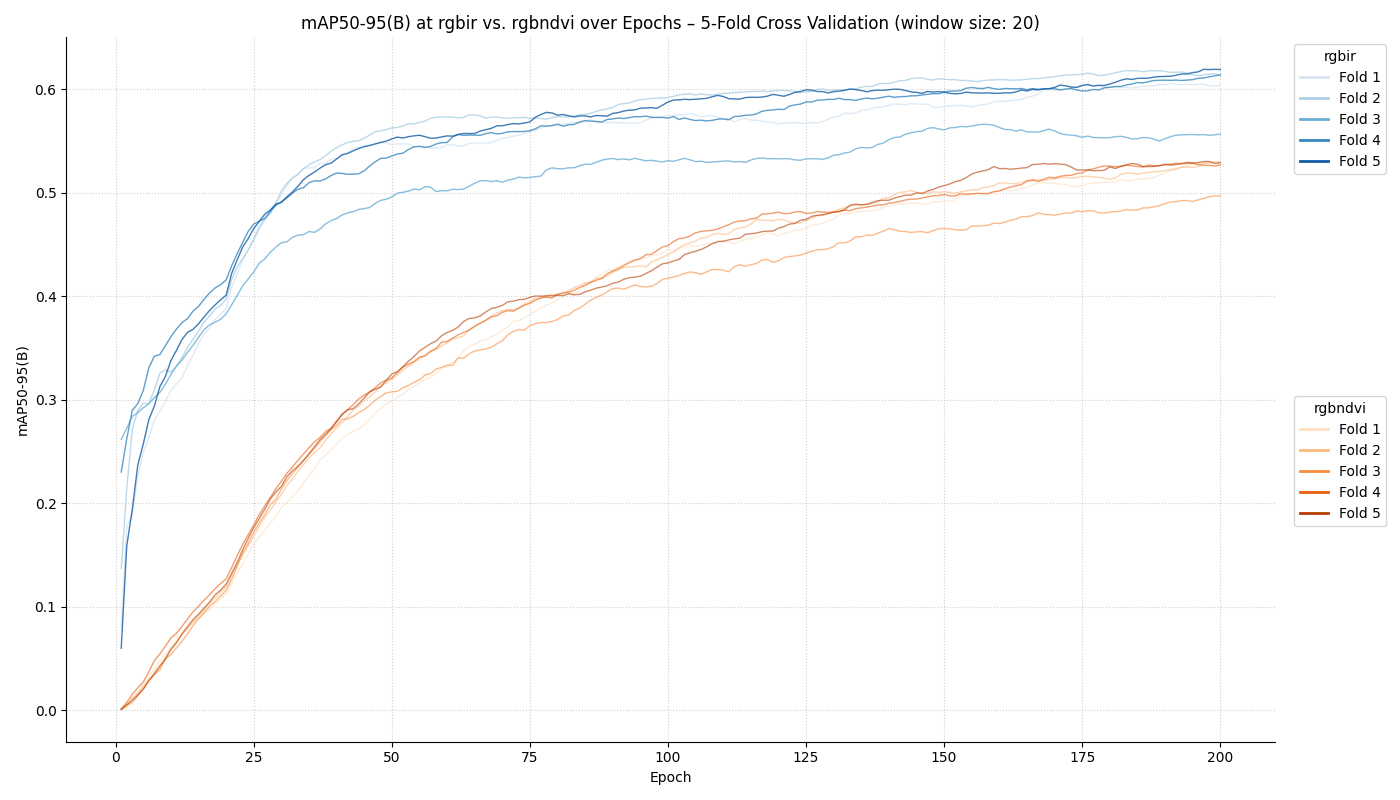 mAP50-95(B) at rgbir vs. rgbndvi over Epochs – 5-Fold Cross Validation (window size: 20)
rgbir
Fold 1
Fold 2
Fold 3
Fold 4
Fold 5
rgbndvi
Fold 1
Fold 2
Fold 3
Fold 4
Fold 5
mAP50-95(B)
0.6
0.5
0.4
0.3
0.2
0.1
0.0
0 25 50 75 100 125 150 175 200
Epoch